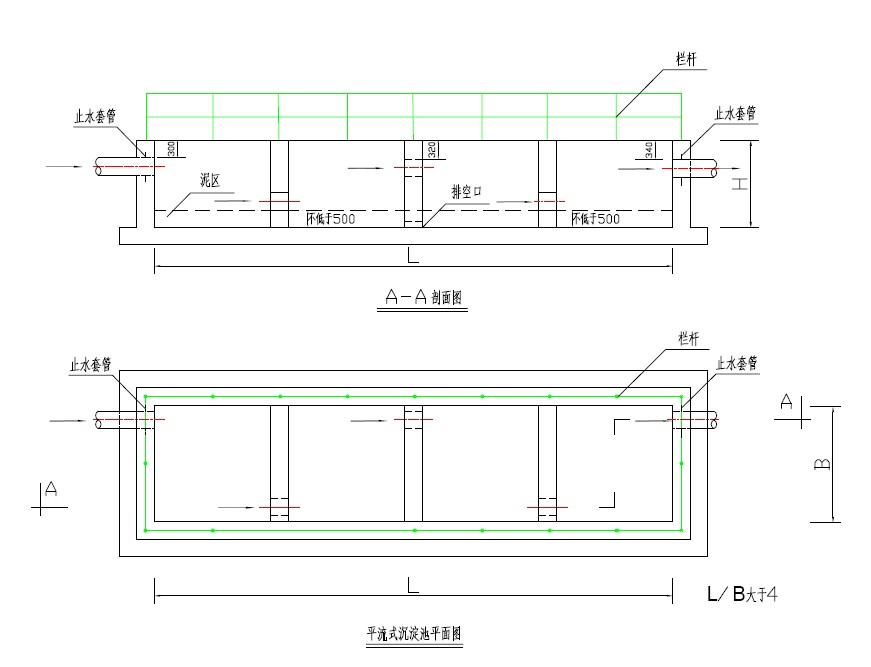 栏杆
止水套管
止水套管
300
320
340
泥区
排空口
H
不低于500
不低于500
L
A-A 剖面图
栏杆
止水套管
止水套管
A
B
A
L
L/B大于4
平流式沉淀池平面图